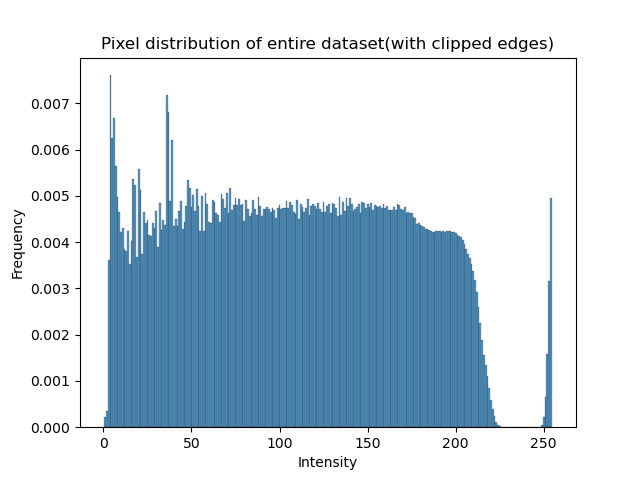 Pixel distribution of entire dataset(with clipped edges)
0.007
0.006
0.005
0.004
0.003
0.002
0.001
0.000
Frequency
0 50 100 150 200 250
Intensity